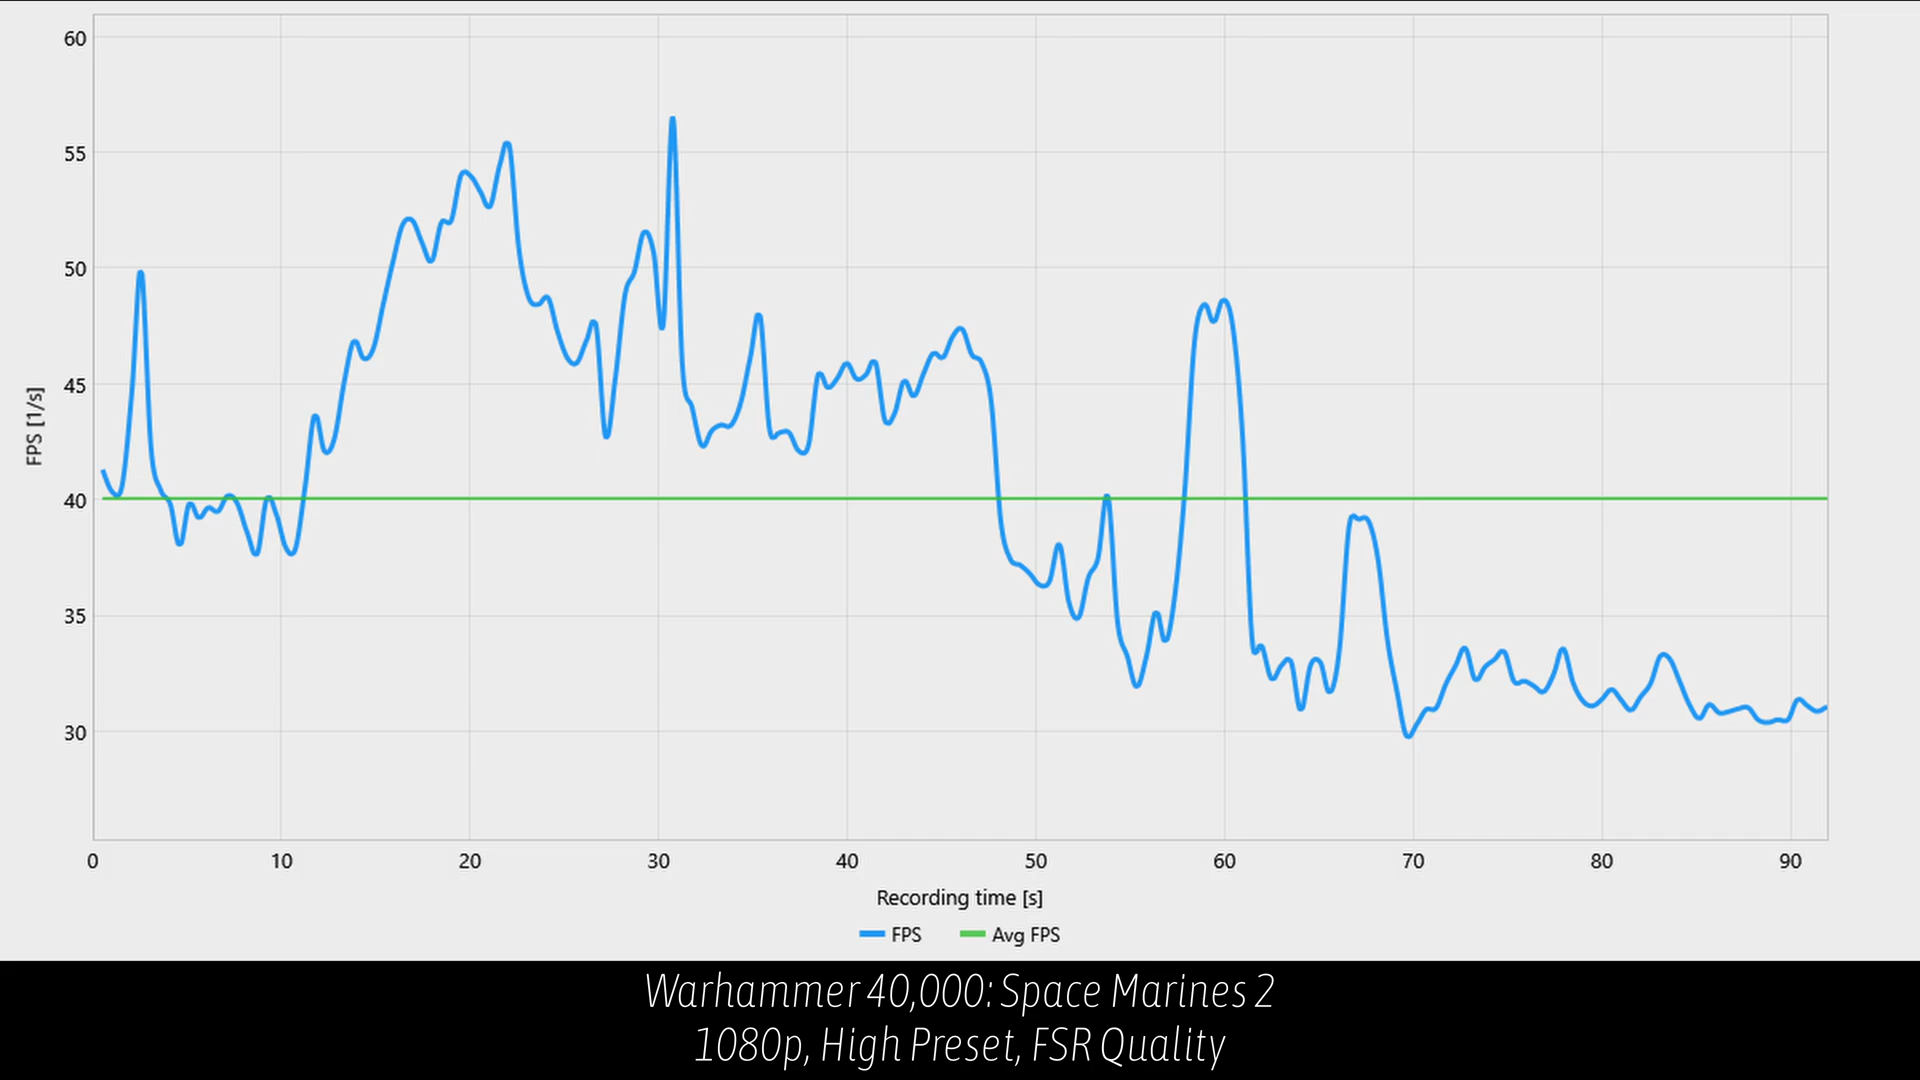 60
55
50
45
40
35
30
FPS [1/s]
0 10 20 30 40 50 60 70 80 90
Recording time [s]
FPS Avg FPS
Warhammer 40,000: Space Marines 2
1080p, High Preset, FSR Quality